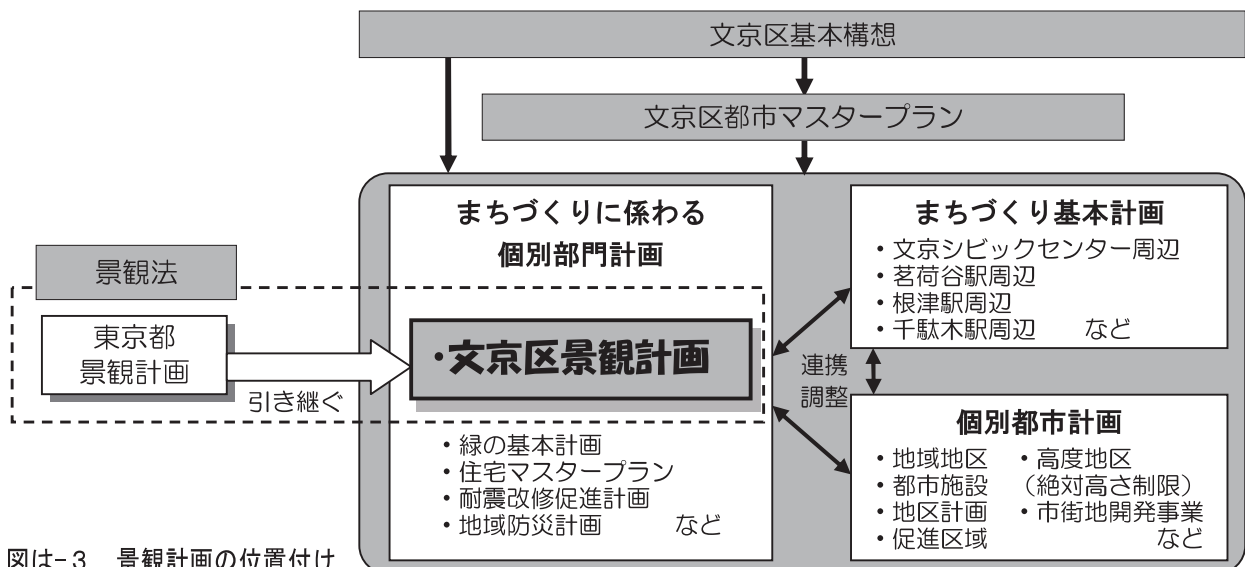 文京区基本構想
文京区都市マスタープラン
景観法
東京都
景観計画
引き継ぐ
まちづくりに係わる
個別部門計画
・文京区景観計画
・緑の基本計画
・住宅マスタープラン
・耐震改修促進計画
・地域防災計画 など
連携
調整
まちづくり基本計画
・文京シビックセンター周辺
・茗荷谷駅周辺
・根津駅周辺
・千駄木駅周辺 など
個別都市計画
・地域地区 ・高度地区
・都市施設 (絶対高さ制限)
・地区計画 ・市街地開発事業
・促進区域 など
図は-3 景観計画の位置付け